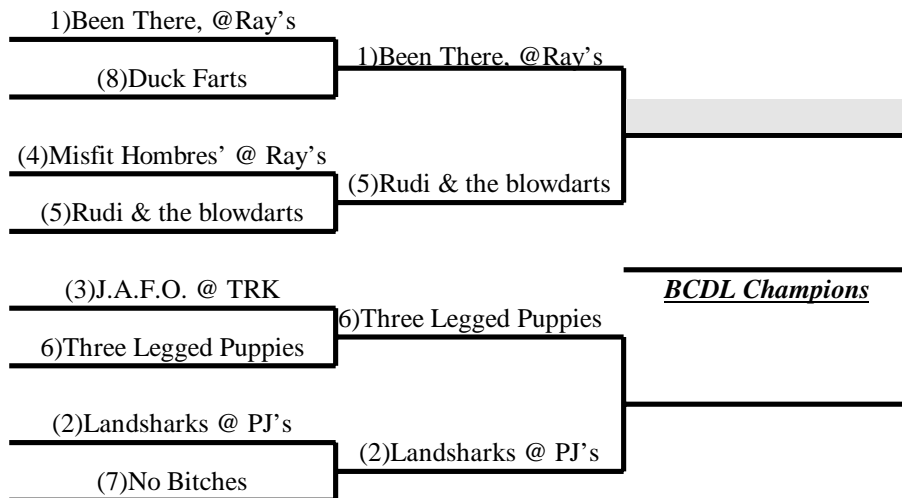 1)Been There, @Ray's
(8)Duck Farts
(4)Misfit Hombres' @ Ray's
(5)Rudi & the blowdarts
(3)J.A.F.O. @ TRK
6)Three Legged Puppies
(2)Landsharks @ PJ's
(7)No Bitches
1)Been There, @Ray's
(5)Rudi & the blowdarts
6)Three Legged Puppies
(2)Landsharks @ PJ's
BCDL Champions